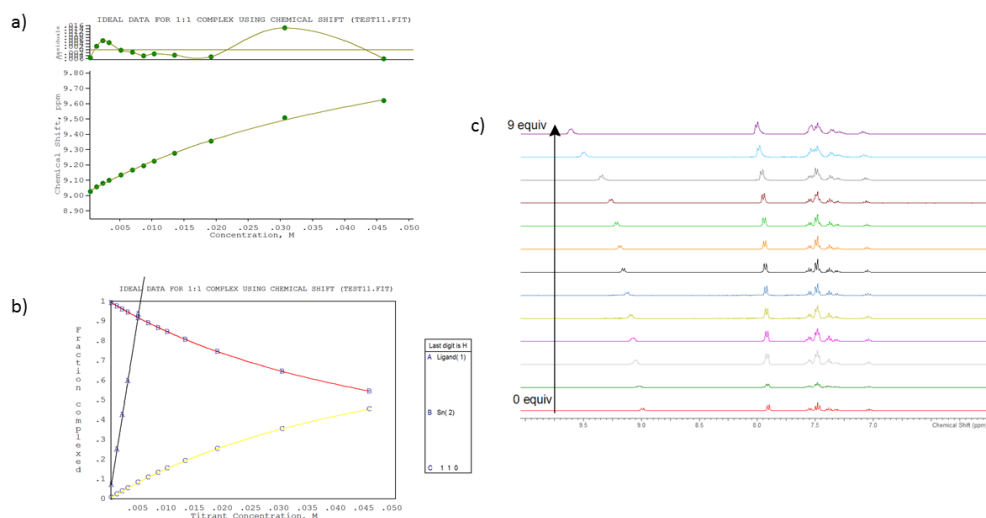 a)
IDEAL DATA FOR 1:1 COMPLEX USING CHEMICAL SHIFT (TEST11.FIT)
9.80
9.70
9.60
9.50
9.40
9.30
9.20
9.10
9.00
8.90
Chemical Shift, ppm
.005 .010 .015 .020 .025 .030 .035 .040 .045 .050
Concentration, M
b)
IDEAL DATA FOR 1:1 COMPLEX USING CHEMICAL SHIFT (TEST11.FIT)
1
.9
.8
.7
.6
.5
.4
.3
.2
.1
0
Fraction complexed
.005 .010 .015 .020 .025 .030 .035 .040 .045 .050
Titrant Concentration, M
Last digit is H
A Ligand( 1)
B Sn( 2)
C 1 1 0
c)
9 equiv
0 equiv
9.5 9.0 8.5 8.0 7.5 7.0
Chemical Shift (ppm